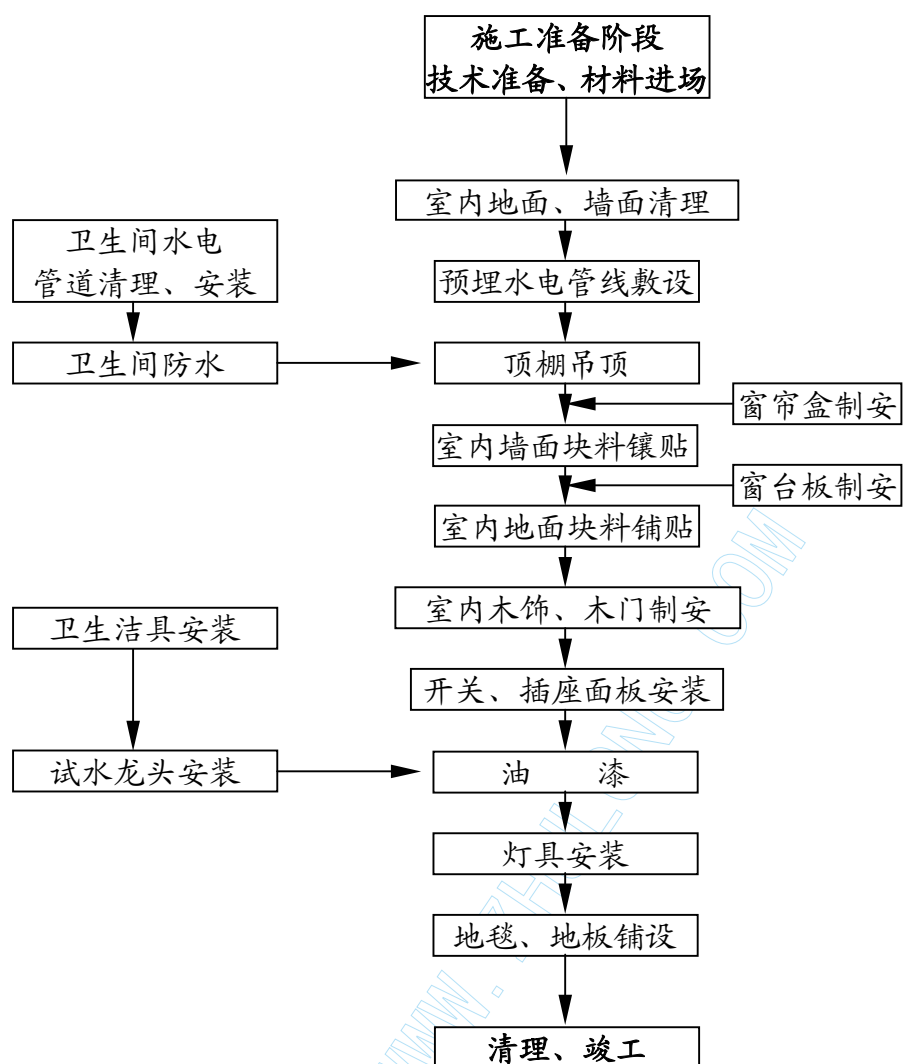 施工准备阶段
技术准备、材料进场
室内地面、墙面清理
卫生间水电
管道清理、安装
预埋水电管线敷设
卫生间防水
顶棚吊顶
窗帘盒制安
室内墙面块料镶贴
窗台板制安
室内地面块料铺贴
室内木饰、木门制安
卫生洁具安装
开关、插座面板安装
试水龙头安装
油 漆
灯具安装
地毯、地板铺设
清理、竣工
WWW.ZHULONG.COM